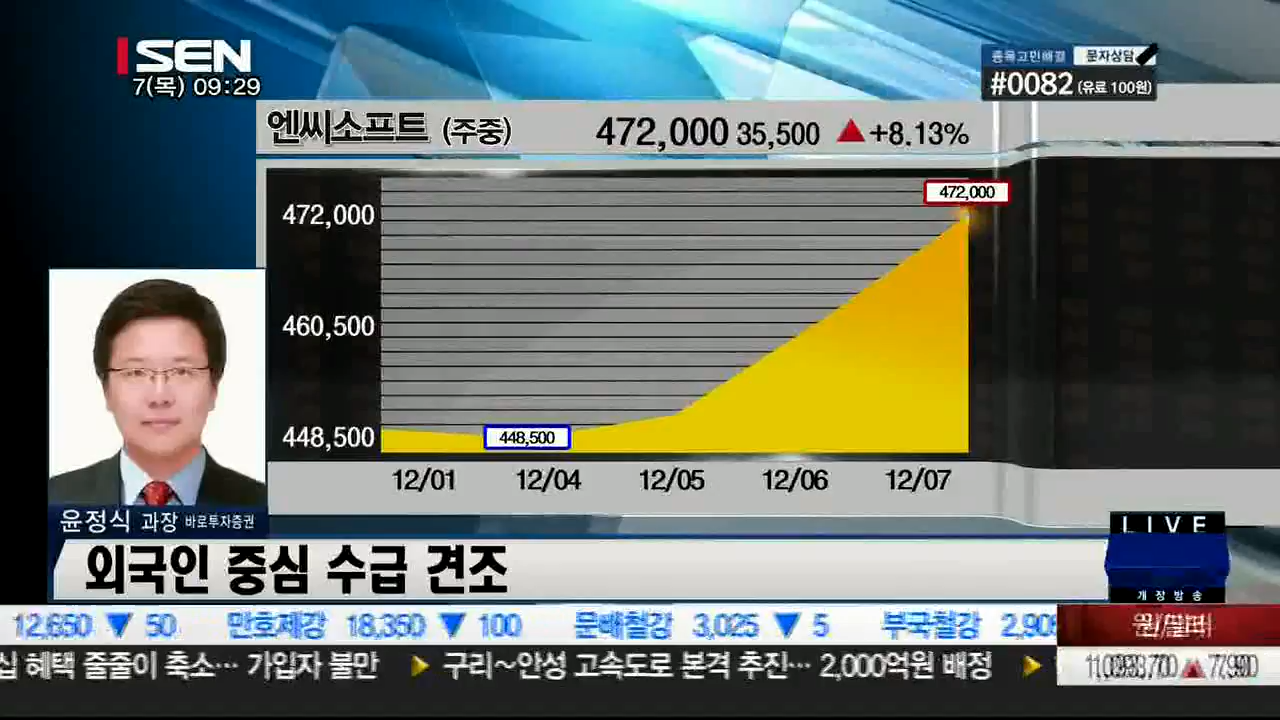 SEN
7(목) 09:29
종목고민해결 문자상담
#0082 (유료 100원)
엔씨소프트 (주중) 472,000 35,500 ▲+8.13%
472,000
472,000
460,500
448,500
448,500
12/01 12/04 12/05 12/06 12/07
윤정식 과장 바로투자증권
외국인 중심 수급 견조
LIVE
개장방송
12,650 ▼ 50 만호제강 18,350 ▼ 100 문배철강 3,025 ▼ 5 부국철강
십 혜택 줄줄이 축소… 가입자 불만 ▶ 구리~안성 고속도로 본격 추진… 2,000억원 배정 ▶